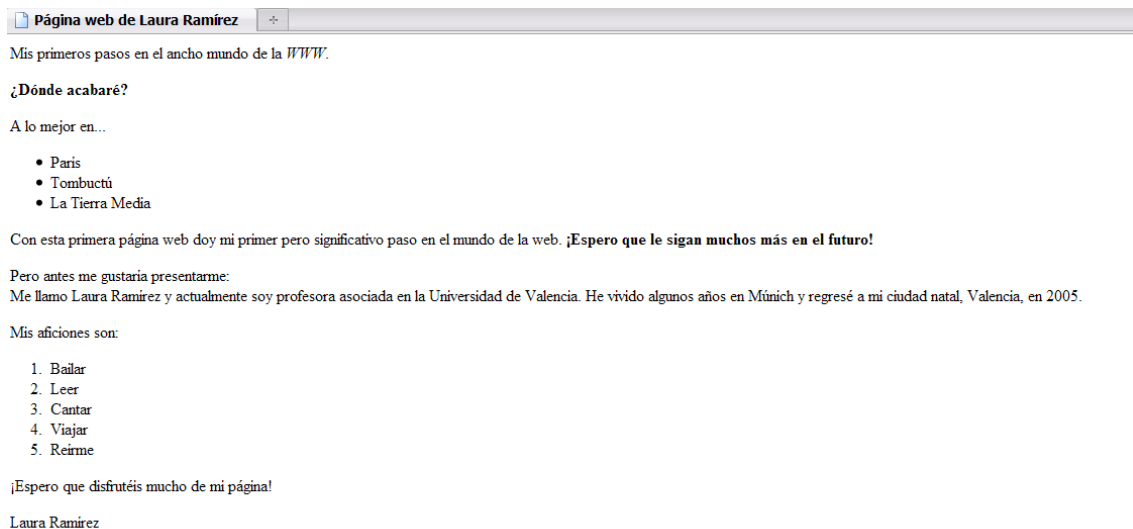 Página web de Laura Ramírez
Mis primeros pasos en el ancho mundo de la WWW.
¿Dónde acabaré?
A lo mejor en...
• Paris
• Tombuctú
• La Tierra Media
Con esta primera página web doy mi primer pero significativo paso en el mundo de la web. ¡Espero que le sigan muchos más en el futuro!
Pero antes me gustaría presentarme:
Me llamo Laura Ramírez y actualmente soy profesora asociada en la Universidad de Valencia. He vivido algunos años en Múnich y regresé a mi ciudad natal, Valencia, en 2005.
Mis aficiones son:
1. Bailar
2. Leer
3. Cantar
4. Viajar
5. Reirme
¡Espero que disfrutéis mucho de mi página!
Laura Ramirez